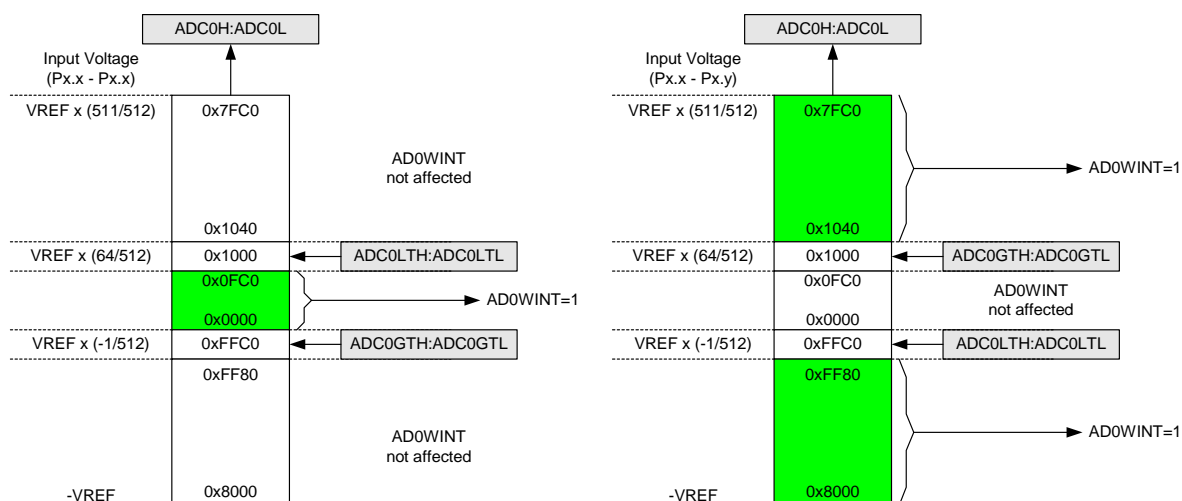 ADC0H:ADC0L
Input Voltage
(Px.x - Px.x)
VREF x (511/512)
0x7FC0
AD0WINT
not affected
0x1040
VREF x (64/512)
0x1000
ADC0LTH:ADC0LTL
0x0FC0
AD0WINT=1
0x0000
VREF x (-1/512)
0xFFC0
ADC0GTH:ADC0GTL
0xFF80
AD0WINT
not affected
-VREF
0x8000
ADC0H:ADC0L
Input Voltage
(Px.x - Px.y)
VREF x (511/512)
0x7FC0
AD0WINT=1
0x1040
VREF x (64/512)
0x1000
ADC0GTH:ADC0GTL
0x0FC0
AD0WINT
not affected
0x0000
VREF x (-1/512)
0xFFC0
ADC0LTH:ADC0LTL
0xFF80
AD0WINT=1
-VREF
0x8000